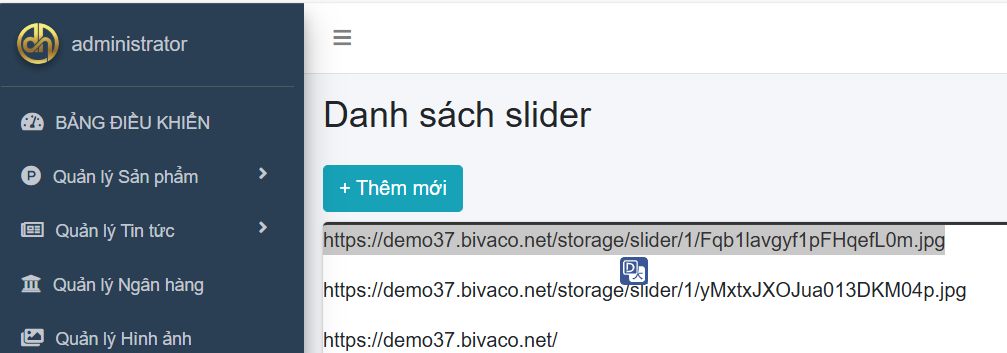 administrator
BẢNG ĐIỀU KHIỂN
Quản lý Sản phẩm
Quản lý Tin tức
Quản lý Ngân hàng
Quản lý Hình ảnh
Danh sách slider
+ Thêm mới
https://demo37.bivaco.net/storage/slider/1/Fqb1lavgyf1pFHqefL0m.jpg
https://demo37.bivaco.net/storage/slider/1/yMxtxJXOJua013DKM04p.jpg
https://demo37.bivaco.net/